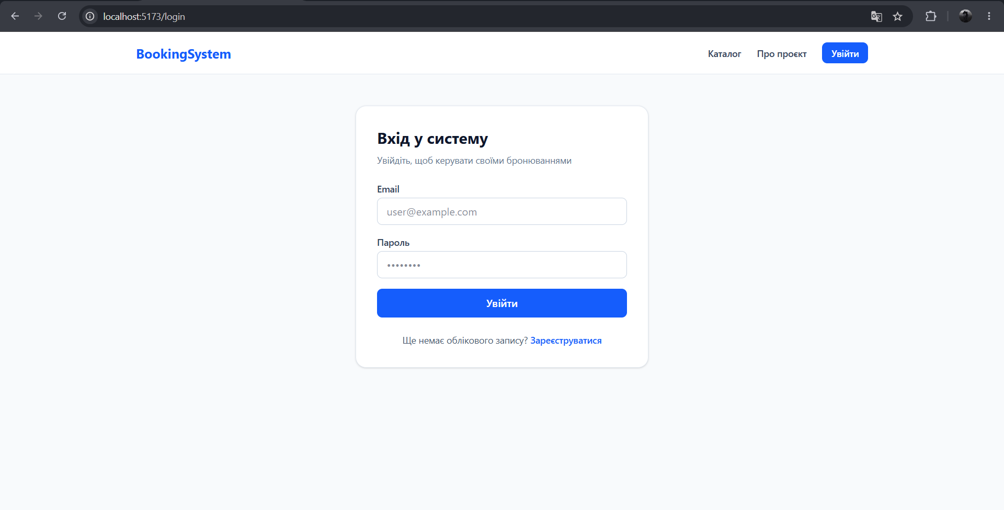 localhost:5173/login
BookingSystem
Каталог
Про проєкт
Увійти
Вхід у систему
Увійдіть, щоб керувати своїми бронюваннями
Email
user@example.com
Пароль
••••••••
Увійти
Ще немає облікового запису? Зареєструватися